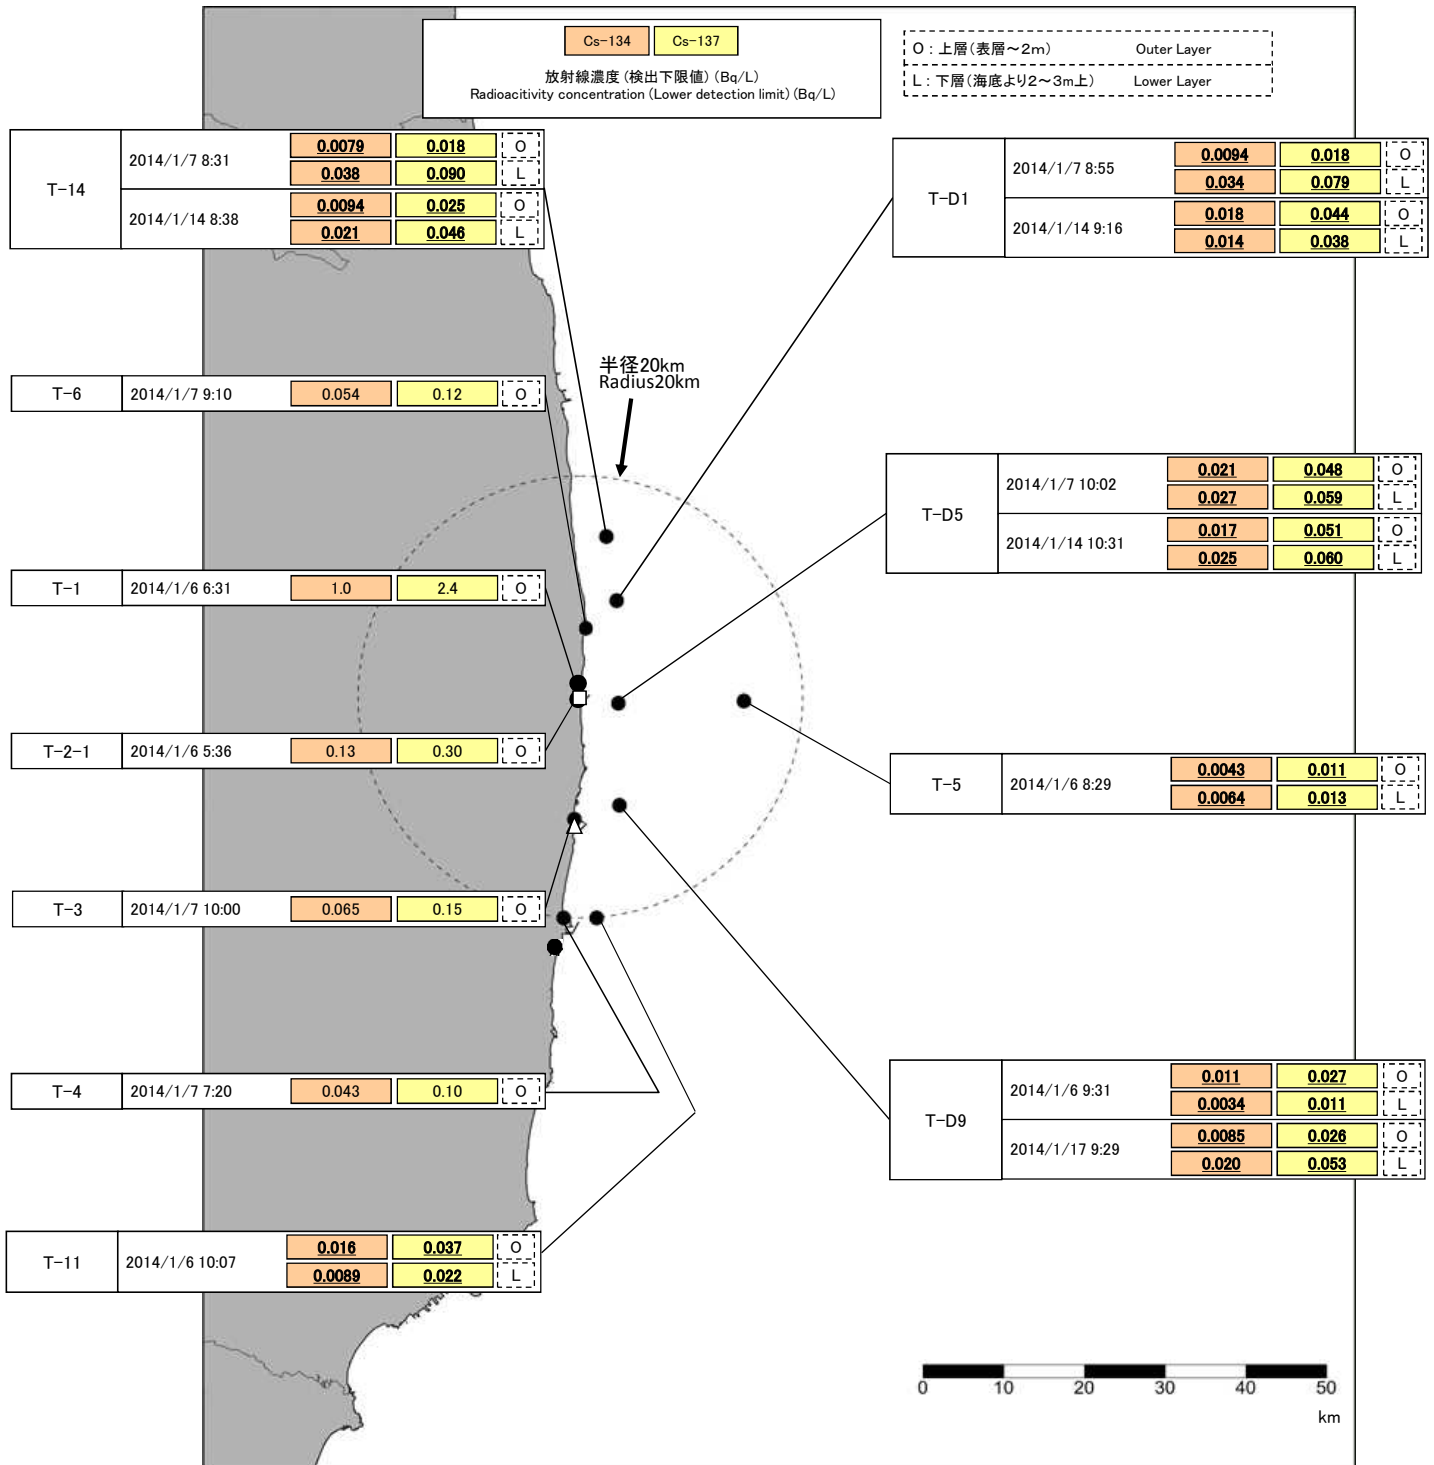 Cs-134 Cs-137
放射線濃度(検出下限値)(Bq/L)
Radioacitivity concentration (Lower detection limit) (Bq/L)
O : 上層(表層～2m) Outer Layer
L : 下層(海底より2～3m上) Lower Layer
T-14
2014/1/7 8:31
0.0079 0.018 O
0.038 0.090 L
2014/1/14 8:38
0.0094 0.025 O
0.021 0.046 L
T-D1
2014/1/7 8:55
0.0094 0.018 O
0.034 0.079 L
2014/1/14 9:16
0.018 0.044 O
0.014 0.038 L
半径20km
Radius20km
T-6 2014/1/7 9:10 0.054 0.12 O
T-D5
2014/1/7 10:02
0.021 0.048 O
0.027 0.059 L
2014/1/14 10:31
0.017 0.051 O
0.025 0.060 L
T-1 2014/1/6 6:31 1.0 2.4 O
T-2-1 2014/1/6 5:36 0.13 0.30 O
T-5 2014/1/6 8:29
0.0043 0.011 O
0.0064 0.013 L
T-3 2014/1/7 10:00 0.065 0.15 O
T-4 2014/1/7 7:20 0.043 0.10 O
T-D9
2014/1/6 9:31
0.011 0.027 O
0.0034 0.011 L
2014/1/17 9:29
0.0085 0.026 O
0.020 0.053 L
T-11 2014/1/6 10:07
0.016 0.037 O
0.0089 0.022 L
0 10 20 30 40 50
km